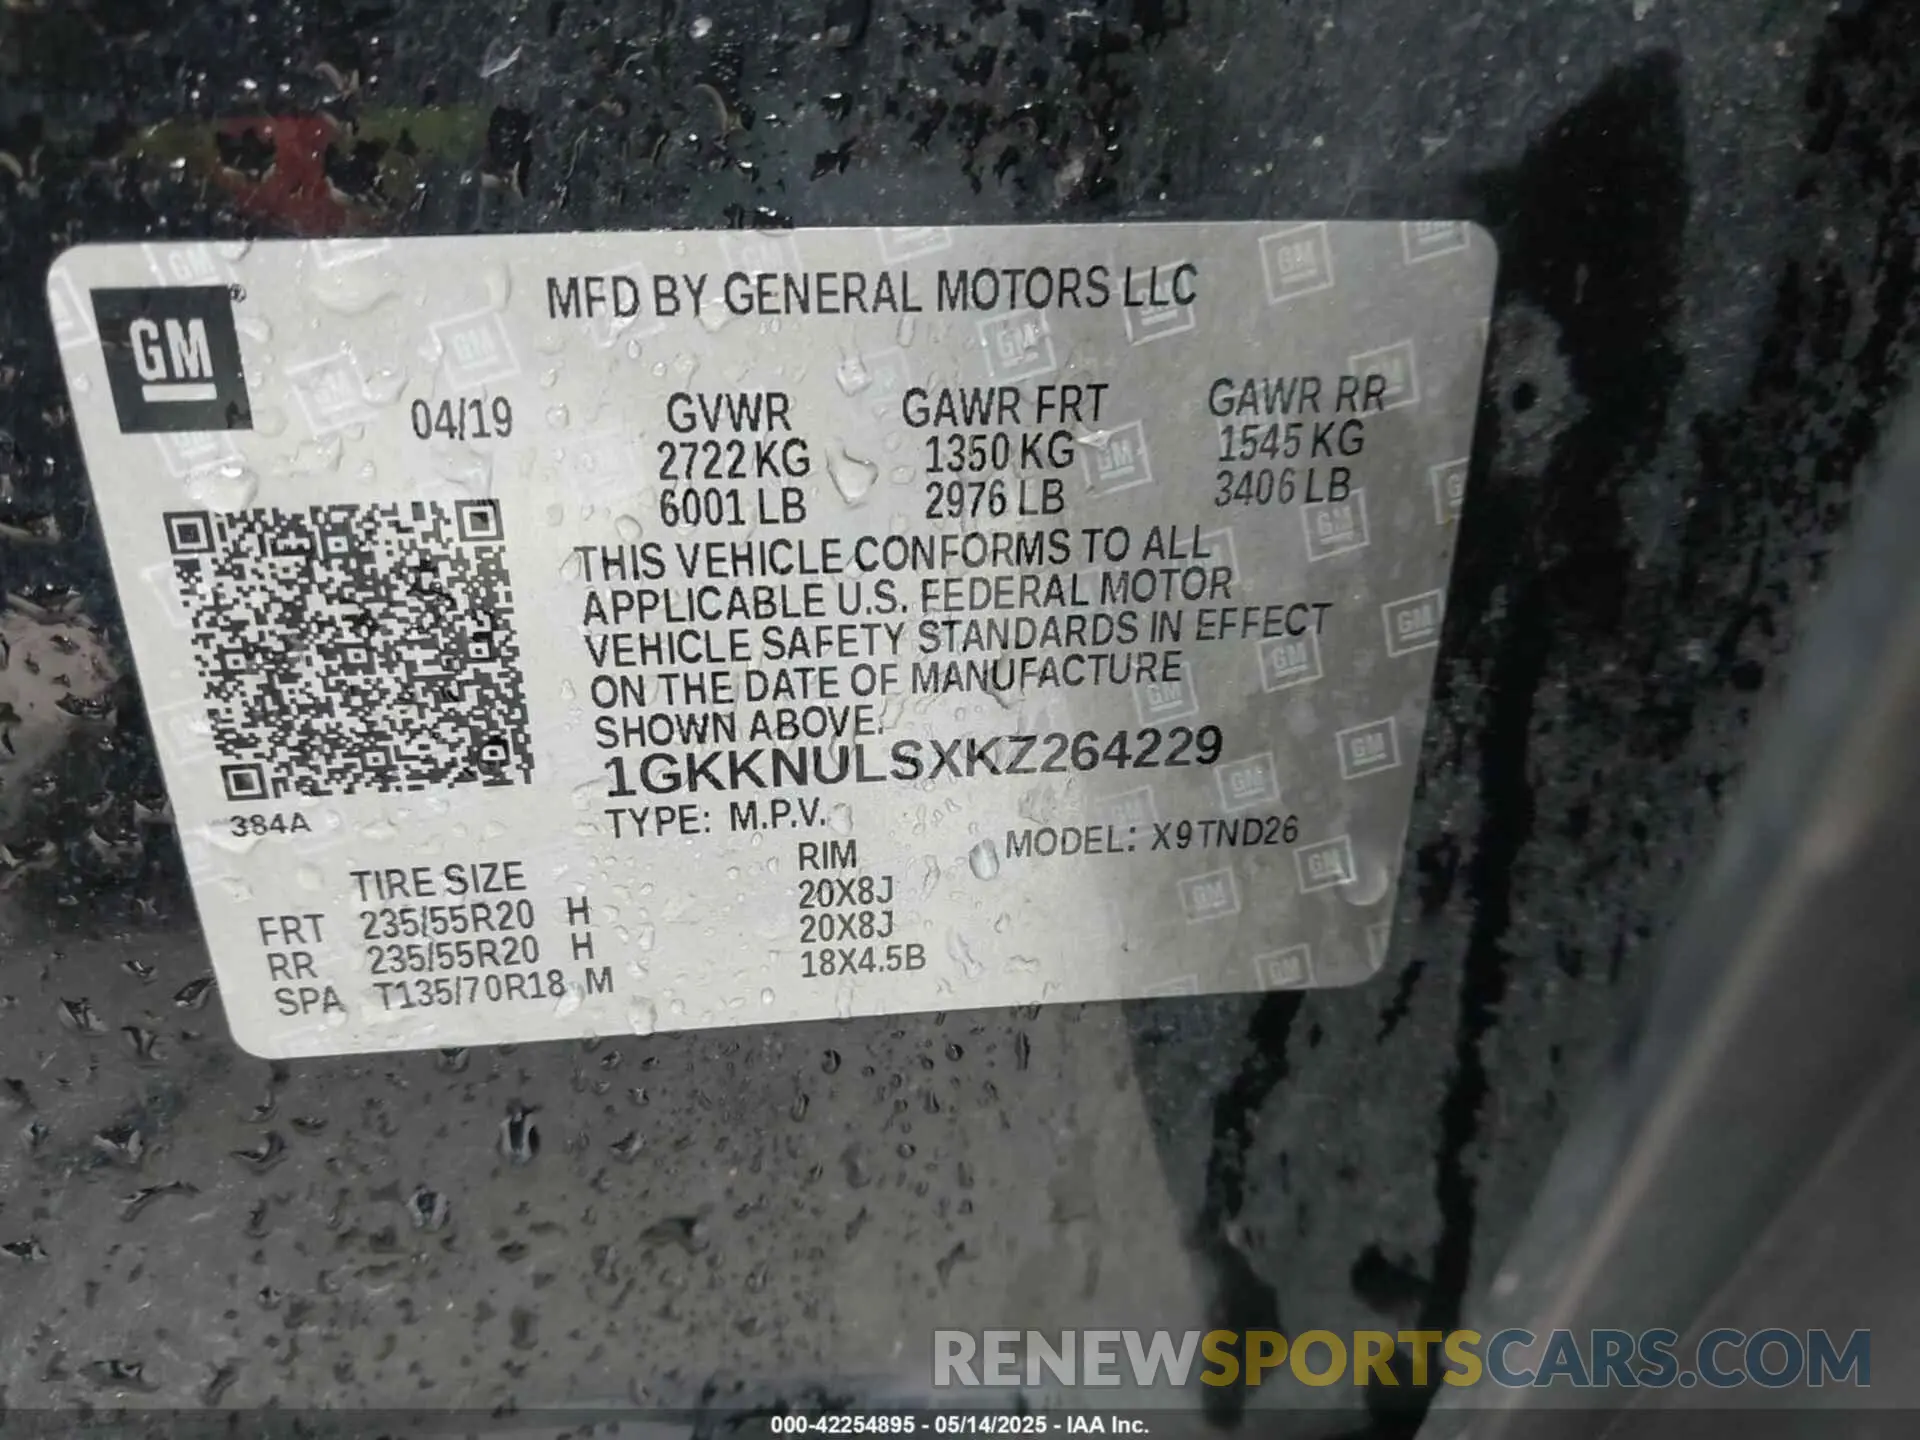 MFD BY GENERAL MOTORS LLC
GM®
04/19 GVWR GAWR FRT GAWR RR
2722 KG 1350 KG 1545 KG
6001 LB 2976 LB 3406 LB
THIS VEHICLE CONFORMS TO ALL
APPLICABLE U.S. FEDERAL MOTOR
VEHICLE SAFETY STANDARDS IN EFFECT
ON THE DATE OF MANUFACTURE
SHOWN ABOVE.
1GKKNULSXKZ264229
384A
TYPE: M.P.V. MODEL: X9TND26
TIRE SIZE RIM
FRT 235/55R20 H 20X8J
RR 235/55R20 H 20X8J
SPA T135/70R18 M 18X4.5B
RENEWSPORTSCARS.COM
000-42254895 - 05/14/2025 - IAA Inc.